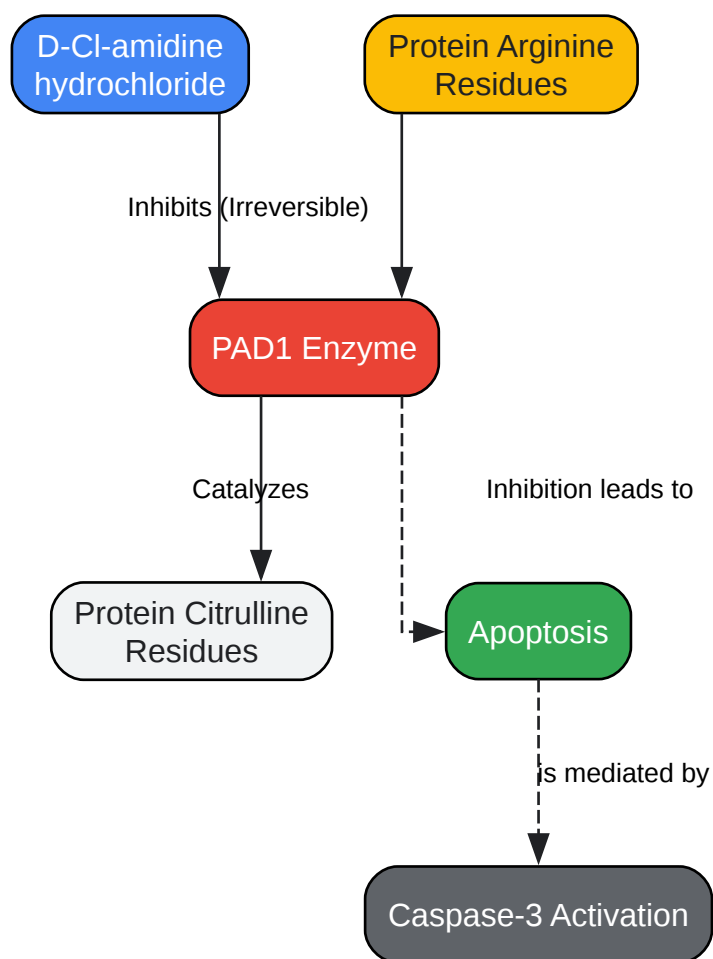 D-Cl-amidine
hydrochloride
Protein Arginine
Residues
Inhibits (Irreversible)
PAD1 Enzyme
Catalyzes
Inhibition leads to
Protein Citrulline
Residues
Apoptosis
is mediated by
Caspase-3 Activation